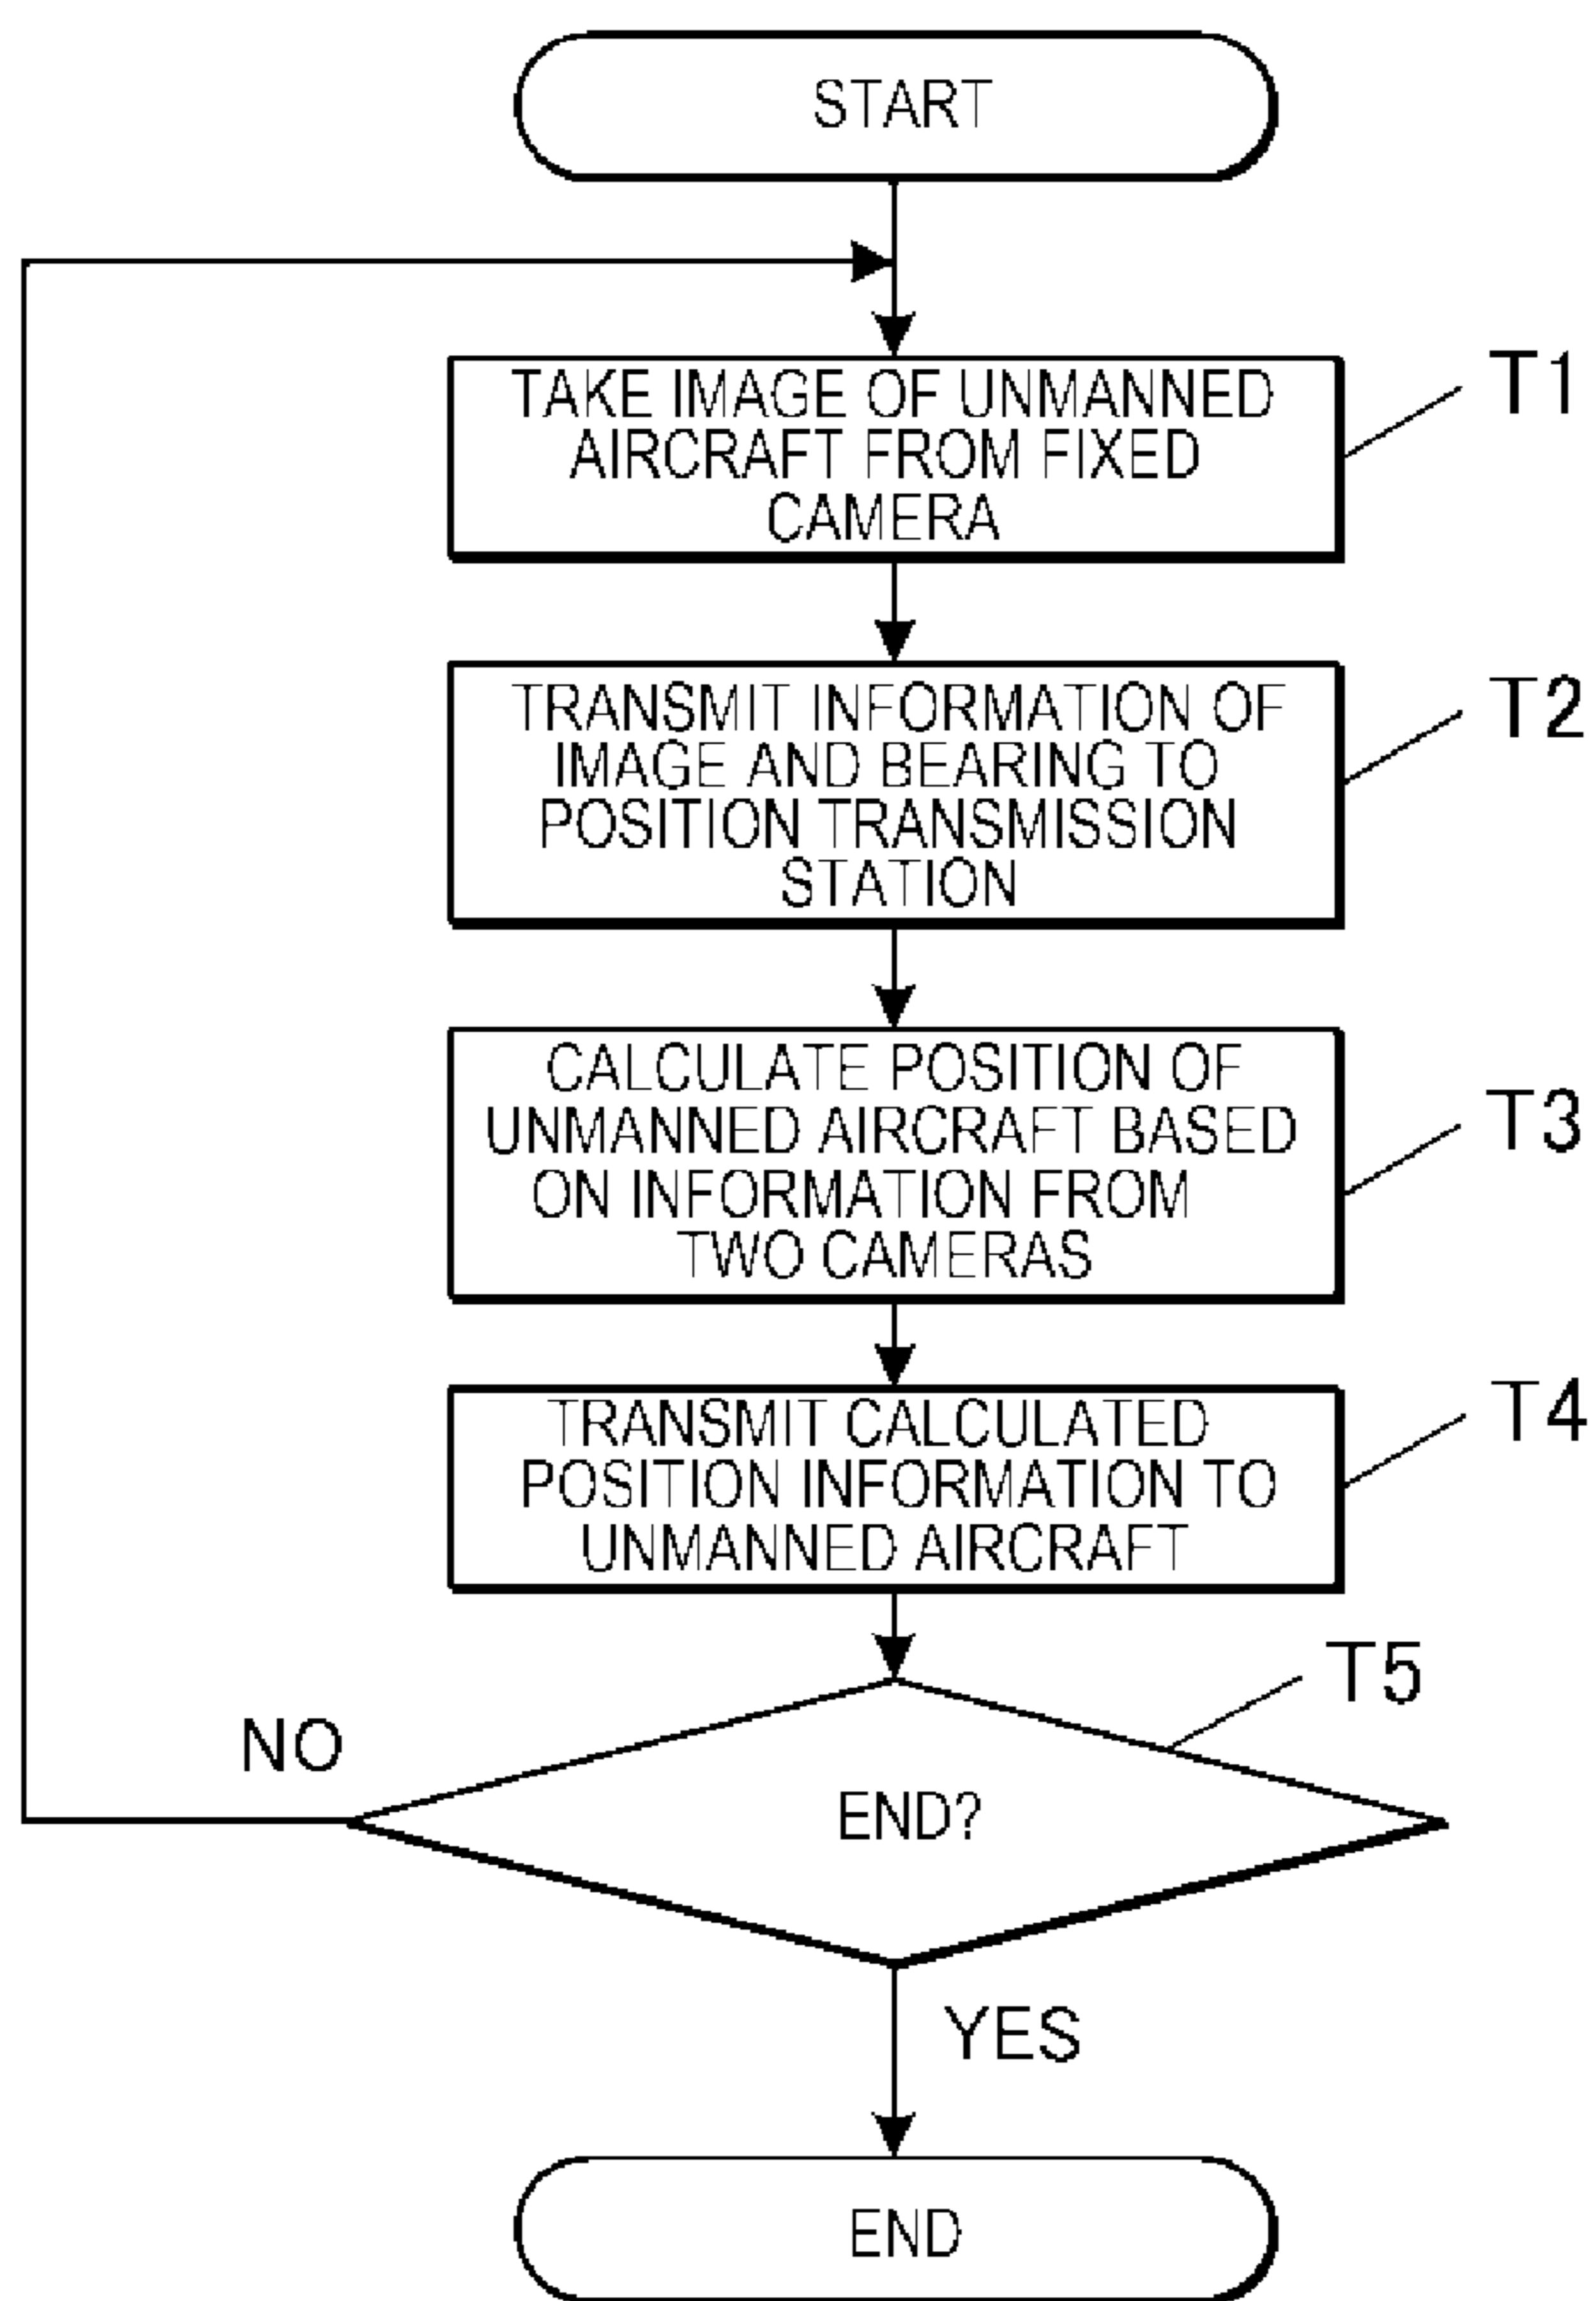 START
TAKE IMAGE OF UNMANNED
AIRCRAFT FROM FIXED
CAMERA
T1
TRANSMIT INFORMATION OF
IMAGE AND BEARING TO
POSITION TRANSMISSION
STATION
T2
CALCULATE POSITION OF
UNMANNED AIRCRAFT BASED
ON INFORMATION FROM
TWO CAMERAS
T3
TRANSMIT CALCULATED
POSITION INFORMATION TO
UNMANNED AIRCRAFT
T4
T5
NO
END?
YES
END